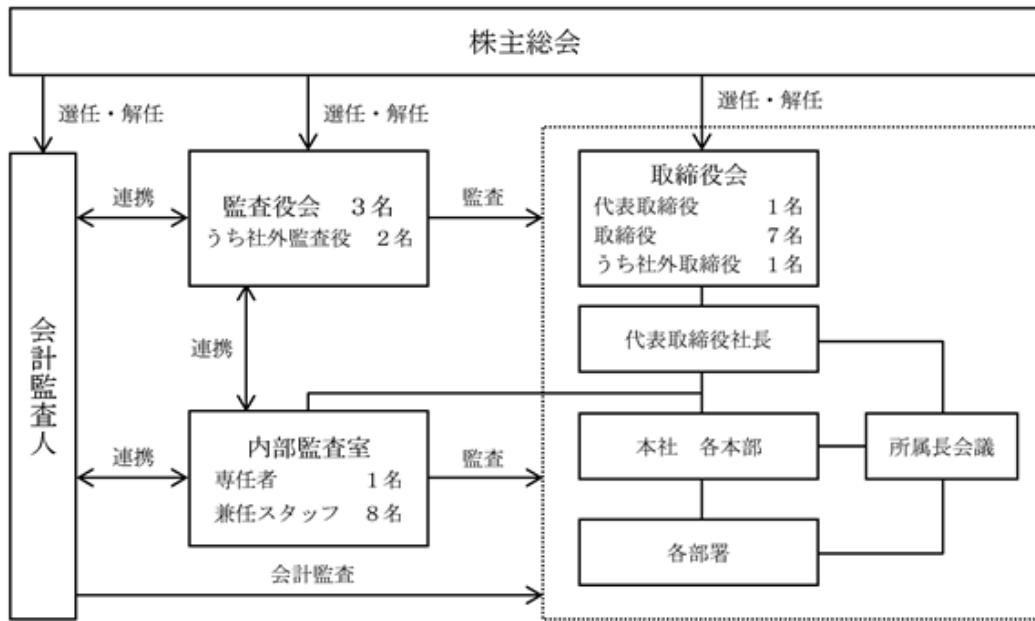 株主総会
選任・解任
選任・解任
選任・解任
連携
監査役会　3名
うち社外監査役　2名
監査
取締役会
代表取締役　1名
取締役　7名
うち社外取締役　1名
会計監査人
連携
代表取締役社長
連携
内部監査室
専任者　1名
兼任スタッフ　8名
監査
本社　各本部
所属長会議
各部署
会計監査